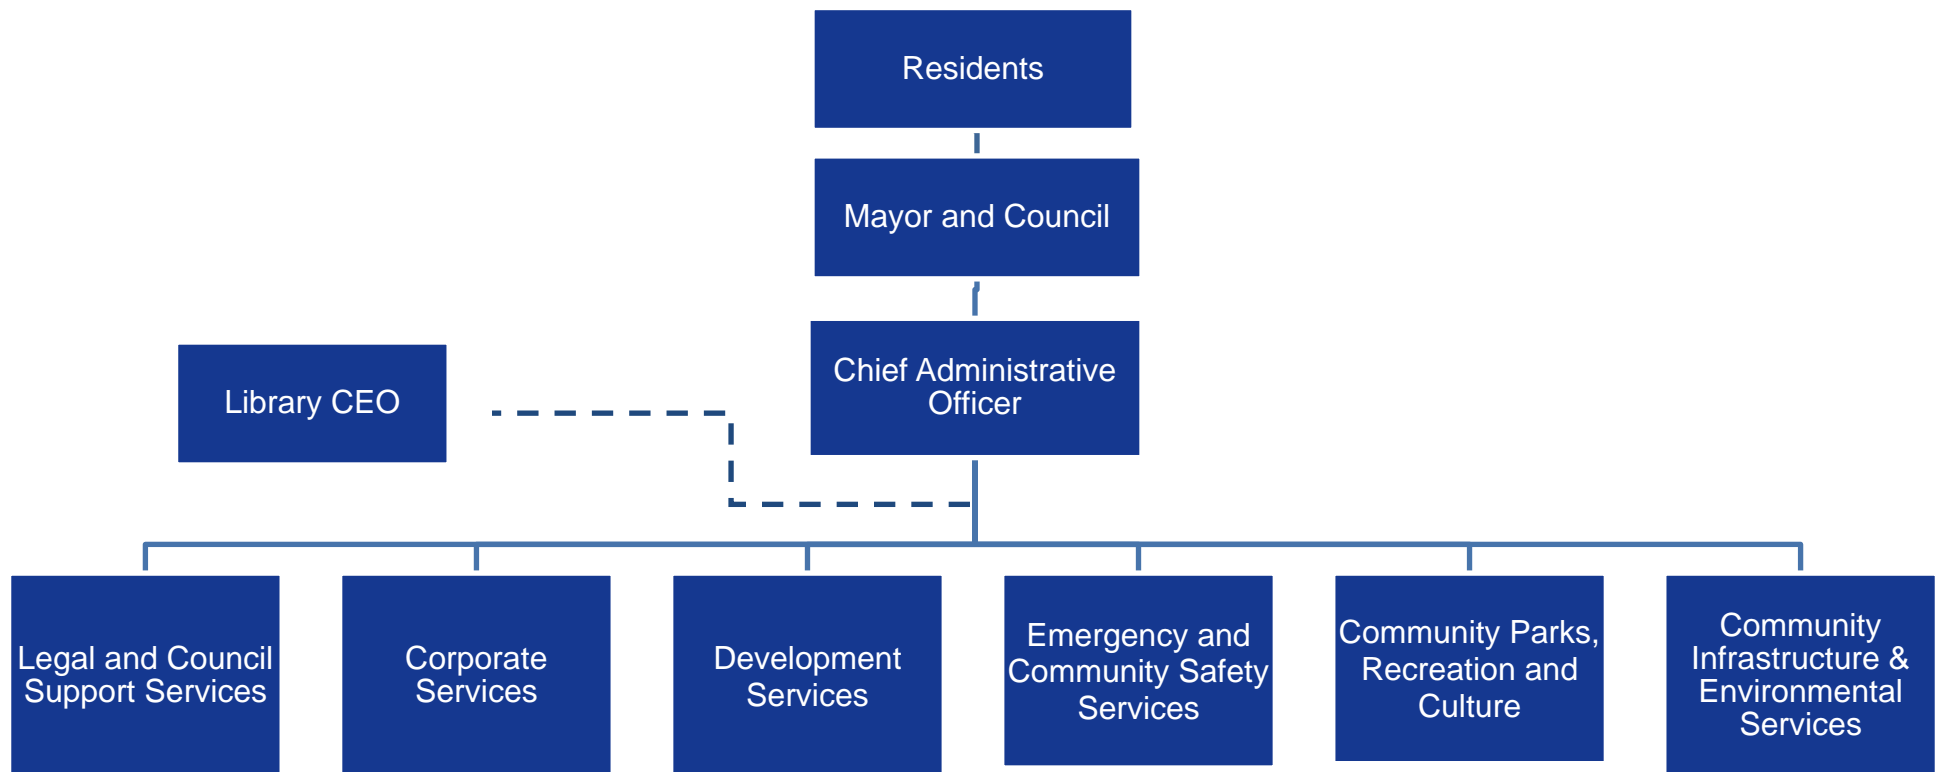 Residents
Mayor and Council
Chief Administrative
Officer
Library CEO
Legal and Council
Support Services
Corporate
Services
Development
Services
Emergency and
Community Safety
Services
Community Parks,
Recreation and
Culture
Community
Infrastructure &
Environmental
Services